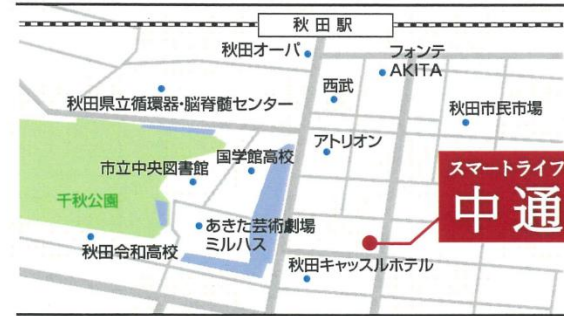 秋田駅
秋田オーパ
フォンテ
AKITA
西武
秋田県立循環器・脳脊髄センター
秋田市民市場
アトリオン
国学館高校
市立中央図書館
スマートライフ
中通
千秋公園
あきた芸術劇場
ミルハス
秋田令和高校
秋田キャッスルホテル